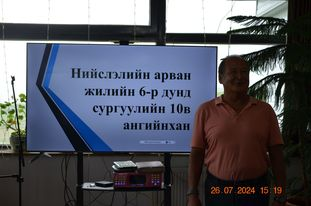 Нийслэлийн арван
жилийн 6-р дунд
сургуулийн 10в
ангийнхан
26.07.2024 15:19